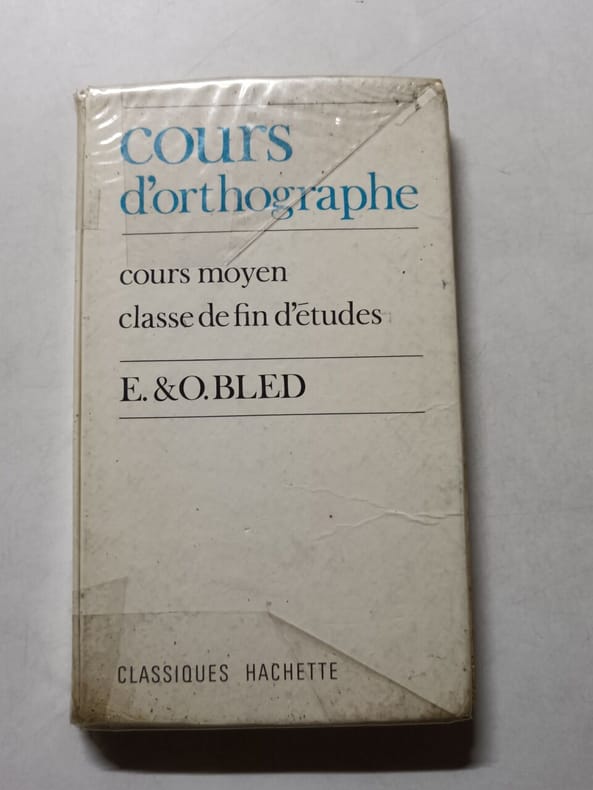 cours
d'orthographe
cours moyen
classe de fin d'études
E. & O. BLED
CLASSIQUES HACHETTE